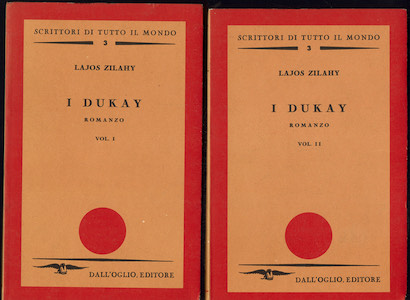 SCRITTORI DI TUTTO IL MONDO
3
LAJOS ZILAHY
I DUKAY
ROMANZO
VOL. I
DALL'OGLIO, EDITORE
SCRITTORI DI TUTTO IL MONDO
3
LAJOS ZILAHY
I DUKAY
ROMANZO
VOL. II
DALL'OGLIO, EDITORE